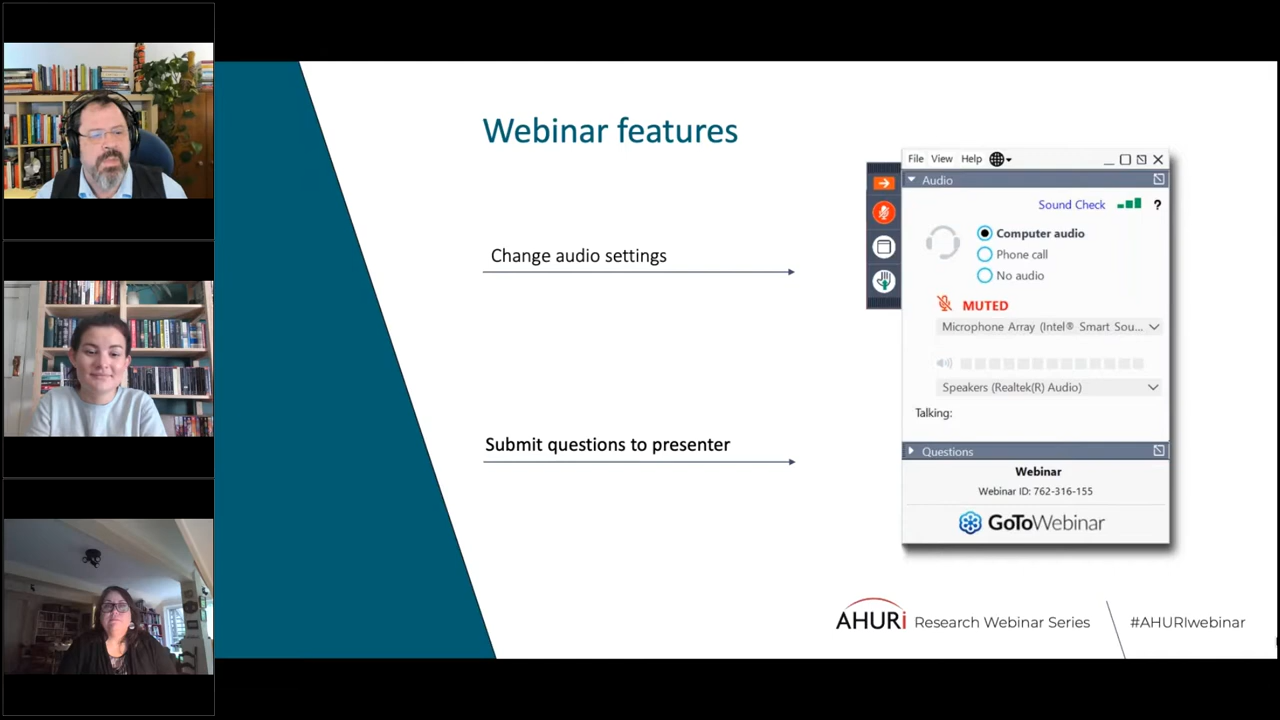 Webinar features
Change audio settings
Submit questions to presenter
File View Help
Audio
Sound Check ?
Computer audio
Phone call
No audio
MUTED
Microphone Array (Intel® Smart Sou...
Speakers (Realtek(R) Audio)
Talking:
Questions
Webinar
Webinar ID: 762-316-155
GoToWebinar
AHURi Research Webinar Series #AHURIwebinar